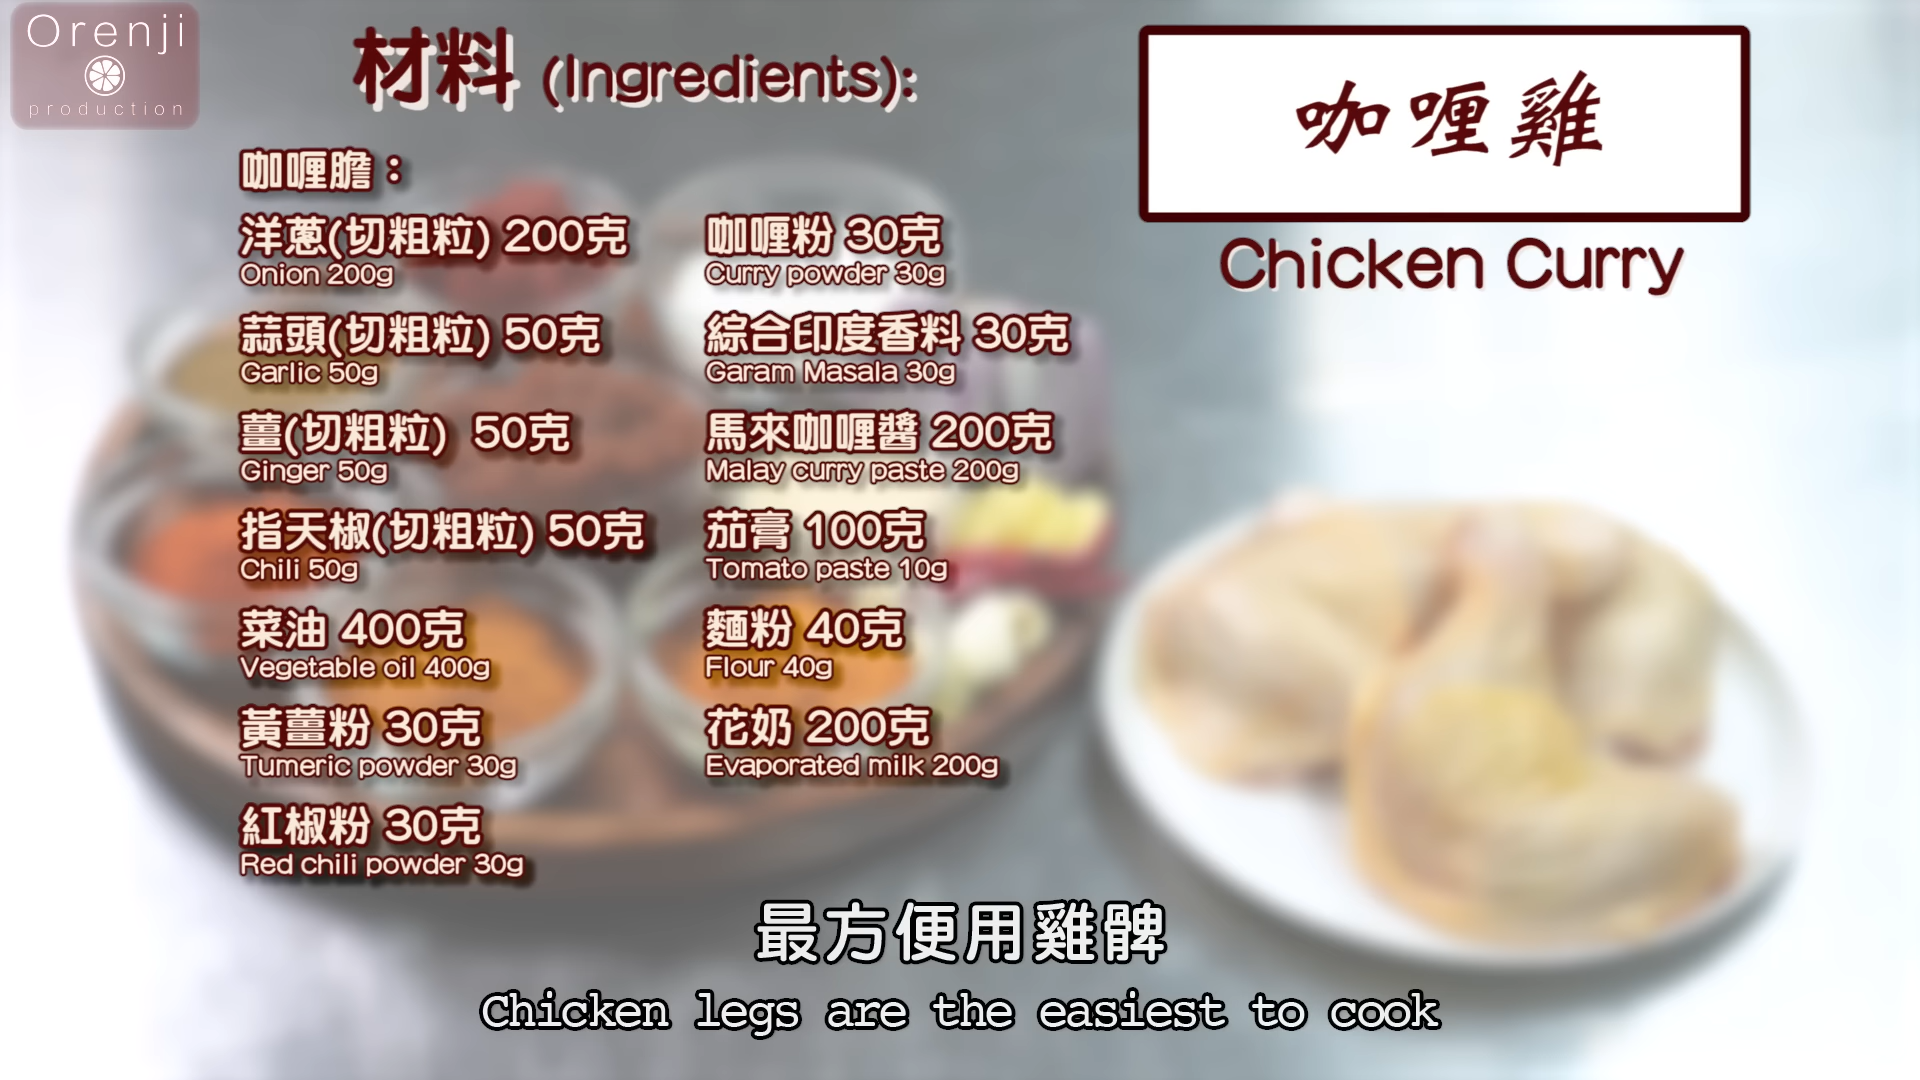 Orenji
production
材料 (Ingredients):
咖喱雞
Chicken Curry
咖喱膽：
洋蔥(切粗粒) 200克
Onion 200g
蒜頭(切粗粒) 50克
Garlic 50g
薑(切粗粒) 50克
Ginger 50g
指天椒(切粗粒) 50克
Chili 50g
菜油 400克
Vegetable oil 400g
黃薑粉 30克
Tumeric powder 30g
紅椒粉 30克
Red chili powder 30g
咖喱粉 30克
Curry powder 30g
綜合印度香料 30克
Garam Masala 30g
馬來咖喱醬 200克
Malay curry paste 200g
茄膏 100克
Tomato paste 10g
麵粉 40克
Flour 40g
花奶 200克
Evaporated milk 200g
最方便用雞髀
Chicken legs are the easiest to cook